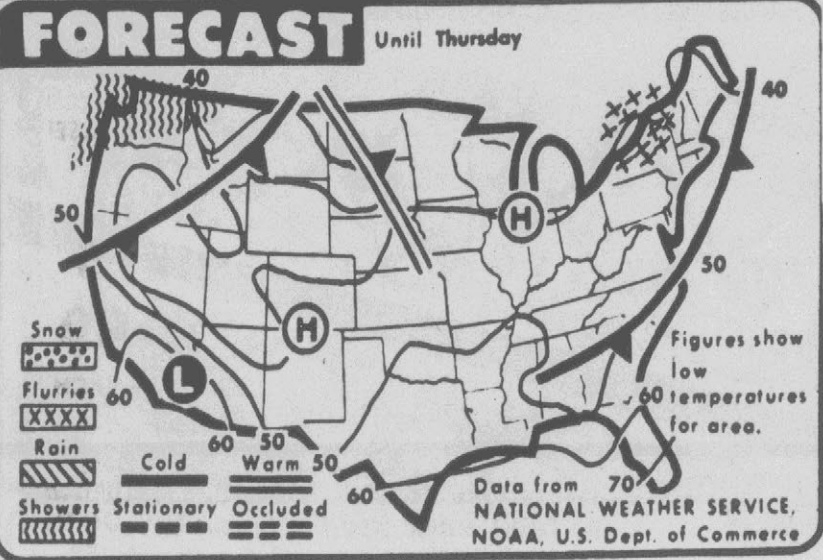 FORECAST
Until Thursday
40
40
50
H
50
Snow
H
Figures show
low
Flurries
L
60
60
temperatures
XXXX
for area.
Rain
60
50
Cold
Warm
50
Showers
Stationary
Occluded
60
Data from
70
NATIONAL WEATHER SERVICE,
NOAA, U.S. Dept. of Commerce